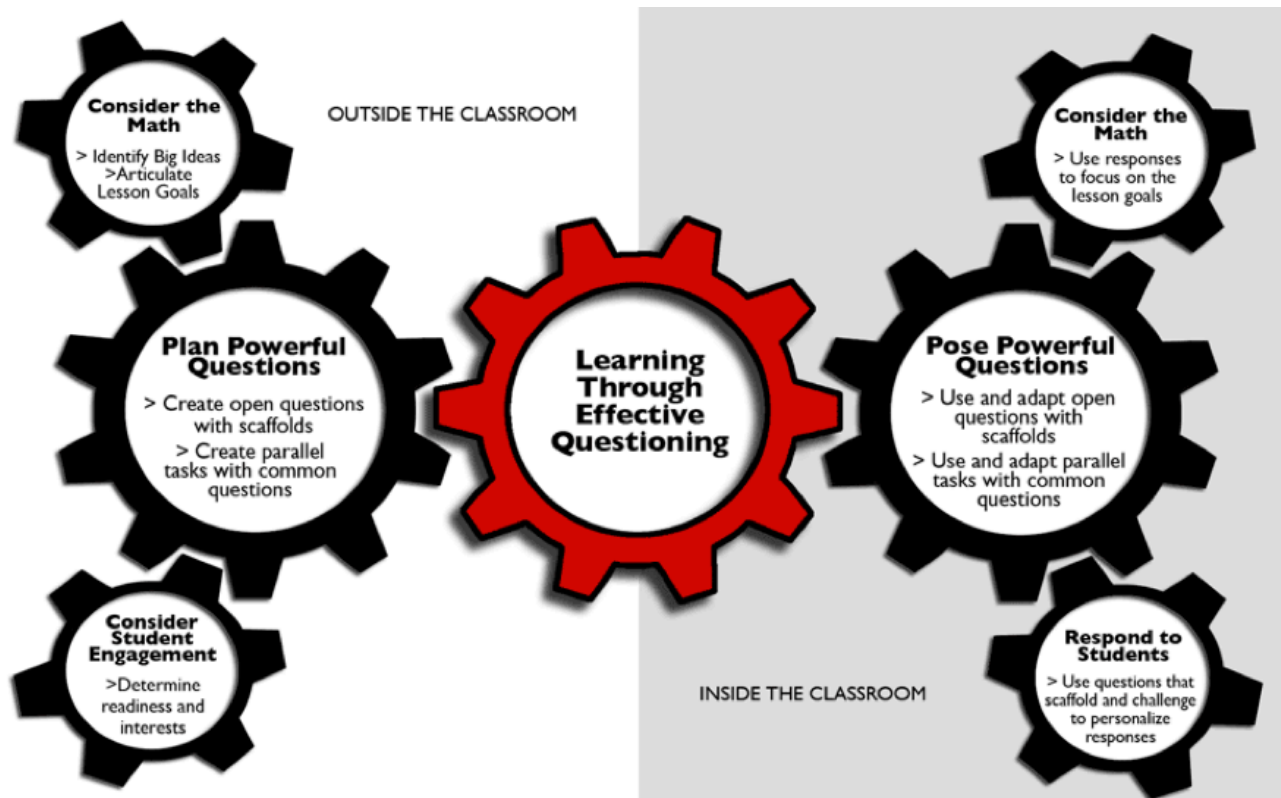 OUTSIDE THE CLASSROOM
Consider the
Math
> Identify Big Ideas
>Articulate
Lesson Goals
Plan Powerful
Questions
> Create open questions
with scaffolds
> Create parallel
tasks with common
questions
Consider
Student
Engagement
>Determine
readiness and
interests
Learning
Through
Effective
Questioning
Consider the
Math
> Use responses
to focus on the
lesson goals
Pose Powerful
Questions
> Use and adapt open
questions with
scaffolds
> Use and adapt parallel
tasks with common
questions
Respond to
Students
> Use questions that
scaffold and challenge
to personalize
responses
INSIDE THE CLASSROOM